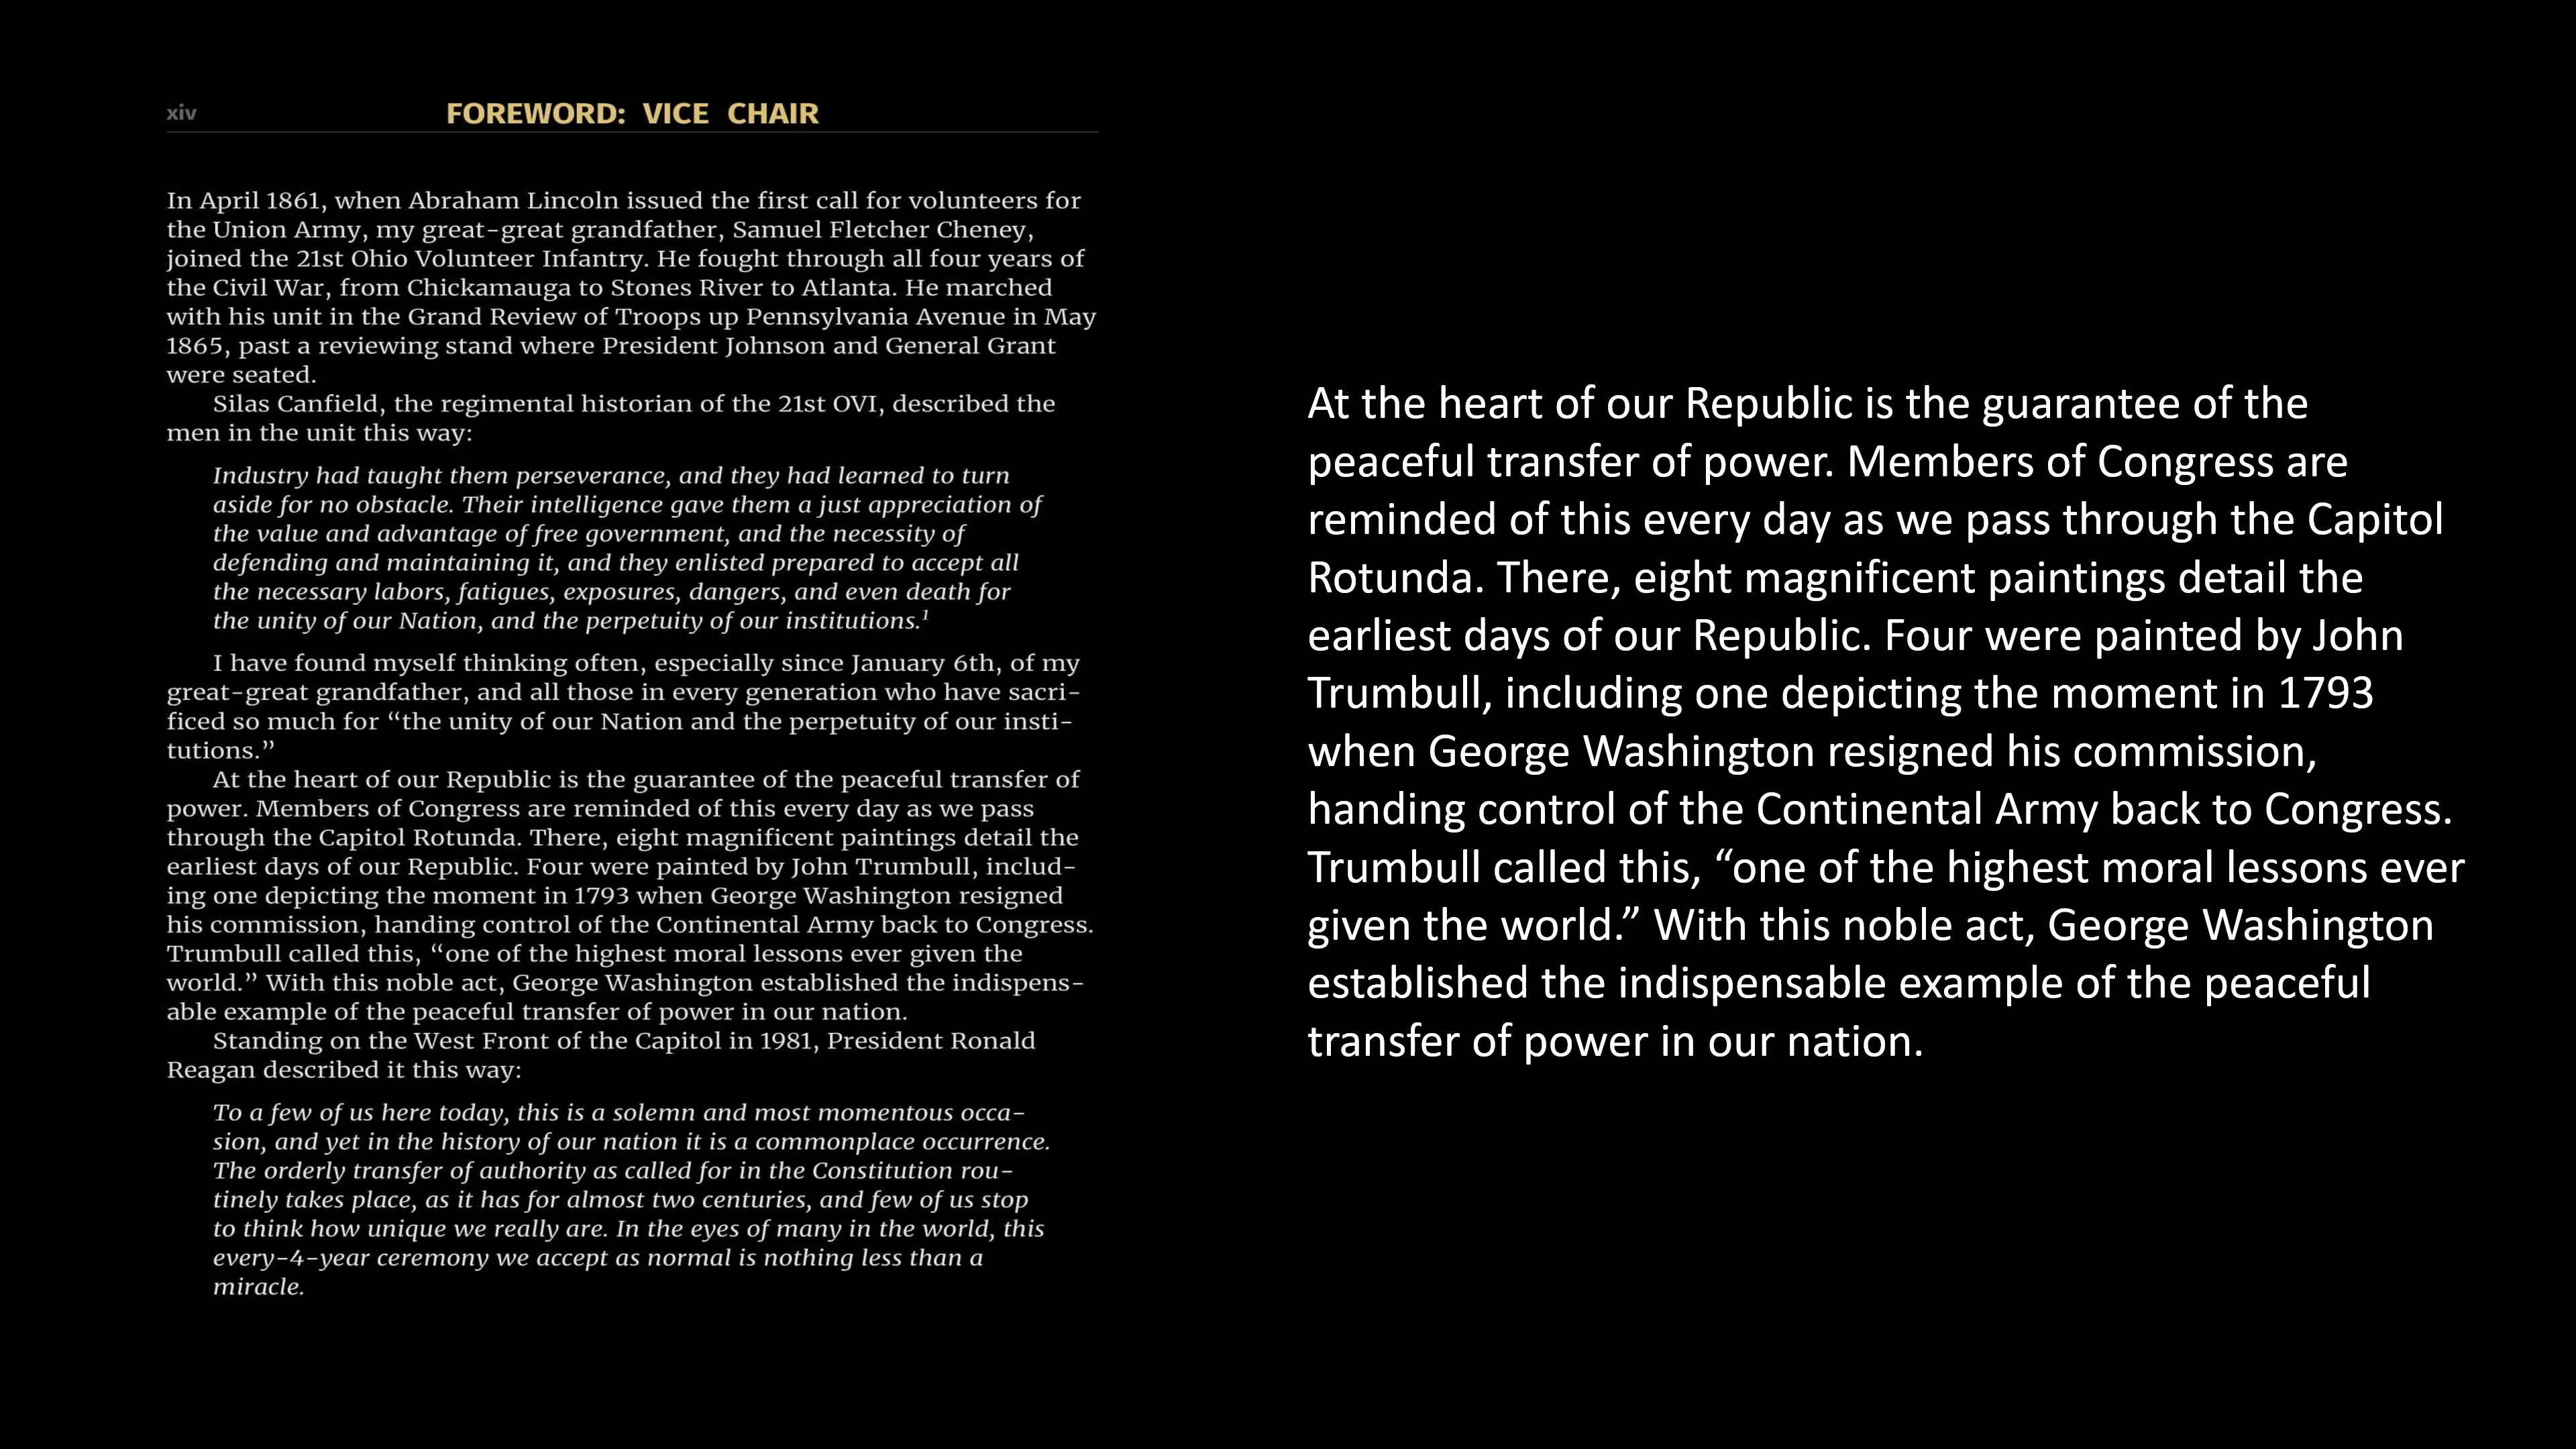 xiv
FOREWORD: VICE CHAIR
In April 1861, when Abraham Lincoln issued the first call for volunteers for
the Union Army, my great-great grandfather, Samuel Fletcher Cheney,
joined the 21st Ohio Volunteer Infantry. He fought through all four years of
the Civil War, from Chickamauga to Stones River to Atlanta. He marched
with his unit in the Grand Review of Troops up Pennsylvania Avenue in May
1865, past a reviewing stand where President Johnson and General Grant
were seated.
Silas Canfield, the regimental historian of the 21st OVI, described the
men in the unit this way:
Industry had taught them perseverance, and they had learned to turn
aside for no obstacle. Their intelligence gave them a just appreciation of
the value and advantage of free government, and the necessity of
defending and maintaining it, and they enlisted prepared to accept all
the necessary labors, fatigues, exposures, dangers, and even death for
the unity of our Nation, and the perpetuity of our institutions.¹
I have found myself thinking often, especially since January 6th, of my
great-great grandfather, and all those in every generation who have sacri-
ficed so much for “the unity of our Nation and the perpetuity of our insti-
tutions.”
At the heart of our Republic is the guarantee of the peaceful transfer of
power. Members of Congress are reminded of this every day as we pass
through the Capitol Rotunda. There, eight magnificent paintings detail the
earliest days of our Republic. Four were painted by John Trumbull, includ-
ing one depicting the moment in 1793 when George Washington resigned
his commission, handing control of the Continental Army back to Congress.
Trumbull called this, “one of the highest moral lessons ever given the
world.” With this noble act, George Washington established the indispens-
able example of the peaceful transfer of power in our nation.
Standing on the West Front of the Capitol in 1981, President Ronald
Reagan described it this way:
To a few of us here today, this is a solemn and most momentous occa-
sion, and yet in the history of our nation it is a commonplace occurrence.
The orderly transfer of authority as called for in the Constitution rou-
tinely takes place, as it has for almost two centuries, and few of us stop
to think how unique we really are. In the eyes of many in the world, this
every-4-year ceremony we accept as normal is nothing less than a
miracle.
At the heart of our Republic is the guarantee of the
peaceful transfer of power. Members of Congress are
reminded of this every day as we pass through the Capitol
Rotunda. There, eight magnificent paintings detail the
earliest days of our Republic. Four were painted by John
Trumbull, including one depicting the moment in 1793
when George Washington resigned his commission,
handing control of the Continental Army back to Congress.
Trumbull called this, “one of the highest moral lessons ever
given the world.” With this noble act, George Washington
established the indispensable example of the peaceful
transfer of power in our nation.